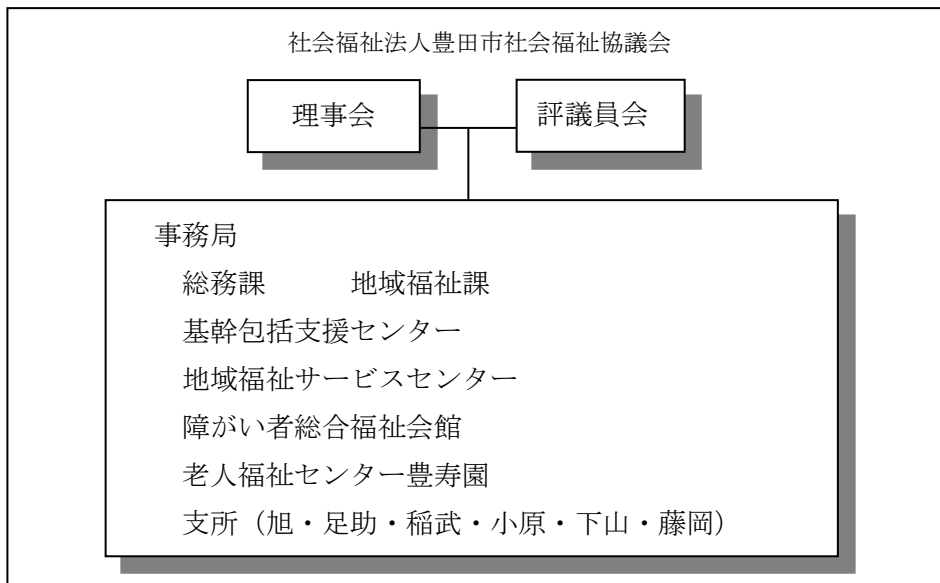 社会福祉法人豊田市社会福祉協議会
理事会
評議員会
事務局
総務課　　　地域福祉課
基幹包括支援センター
地域福祉サービスセンター
障がい者総合福祉会館
老人福祉センター豊寿園
支所（旭・足助・稲武・小原・下山・藤岡）